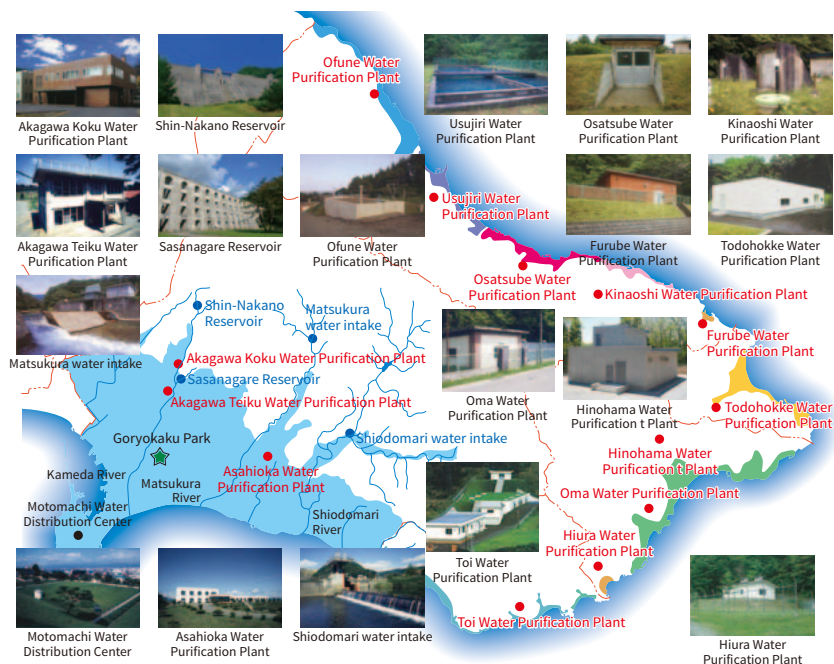 Ofune Water
Purification Plant
Akagawa Koku Water
Purification Plant
Shin-Nakano Reservoir
Usujiri Water
Purification Plant
Osatsube Water
Purification Plant
Kinaoshi Water
Purification Plant
Akagawa Teiku Water
Purification Plant
Sasanagare Reservoir
Ofune Water
Purification Plant
Usujiri Water
Purification Plant
Furube Water
Purification Plant
Todohokke Water
Purification Plant
Osatsube Water
Purification Plant
Kinaoshi Water Purification Plant
Matsukura water intake
Shin-Nakano
Reservoir
Matsukura
water intake
Akagawa Koku Water Purification Plant
Sasanagare Reservoir
Akagawa Teiku Water Purification Plant
Furube Water
Purification Plant
Oma Water
Purification Plant
Hinohama Water
Purification t Plant
Todohokke Water
Purification Plant
Goryokaku Park
Shiodomari water intake
Hinohama Water
Purification t Plant
Kameda River
Asahioka Water
Purification Plant
Matsukura
River
Oma Water Purification Plant
Motomachi Water
Distribution Center
Shiodomari
River
Hiura Water
Purification Plant
Toi Water
Purification Plant
Toi Water Purification Plant
Motomachi Water
Distribution Center
Asahioka Water
Purification Plant
Shiodomari water intake
Hiura Water
Purification Plant